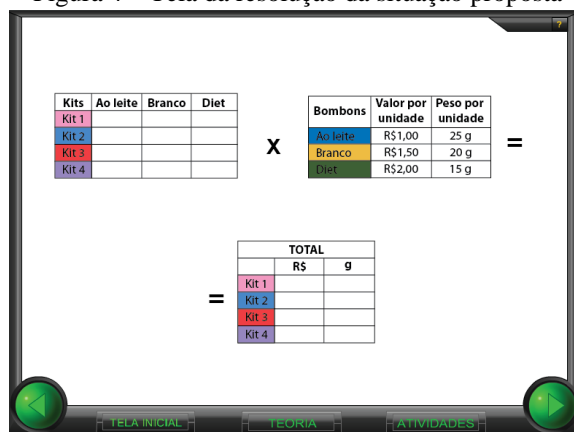 Figura 4 – Tela da resolução da situação proposta
?
Kits Ao leite Branco Diet
Kit 1
Kit 2
Kit 3
Kit 4
X
Bombons Valor por unidade Peso por unidade
Ao leite R$1,00 25 g
Branco R$1,50 20 g
Diet R$2,00 15 g
=
=
TOTAL
R$ g
Kit 1
Kit 2
Kit 3
Kit 4
TELA INICIAL TEORIA ATIVIDADES